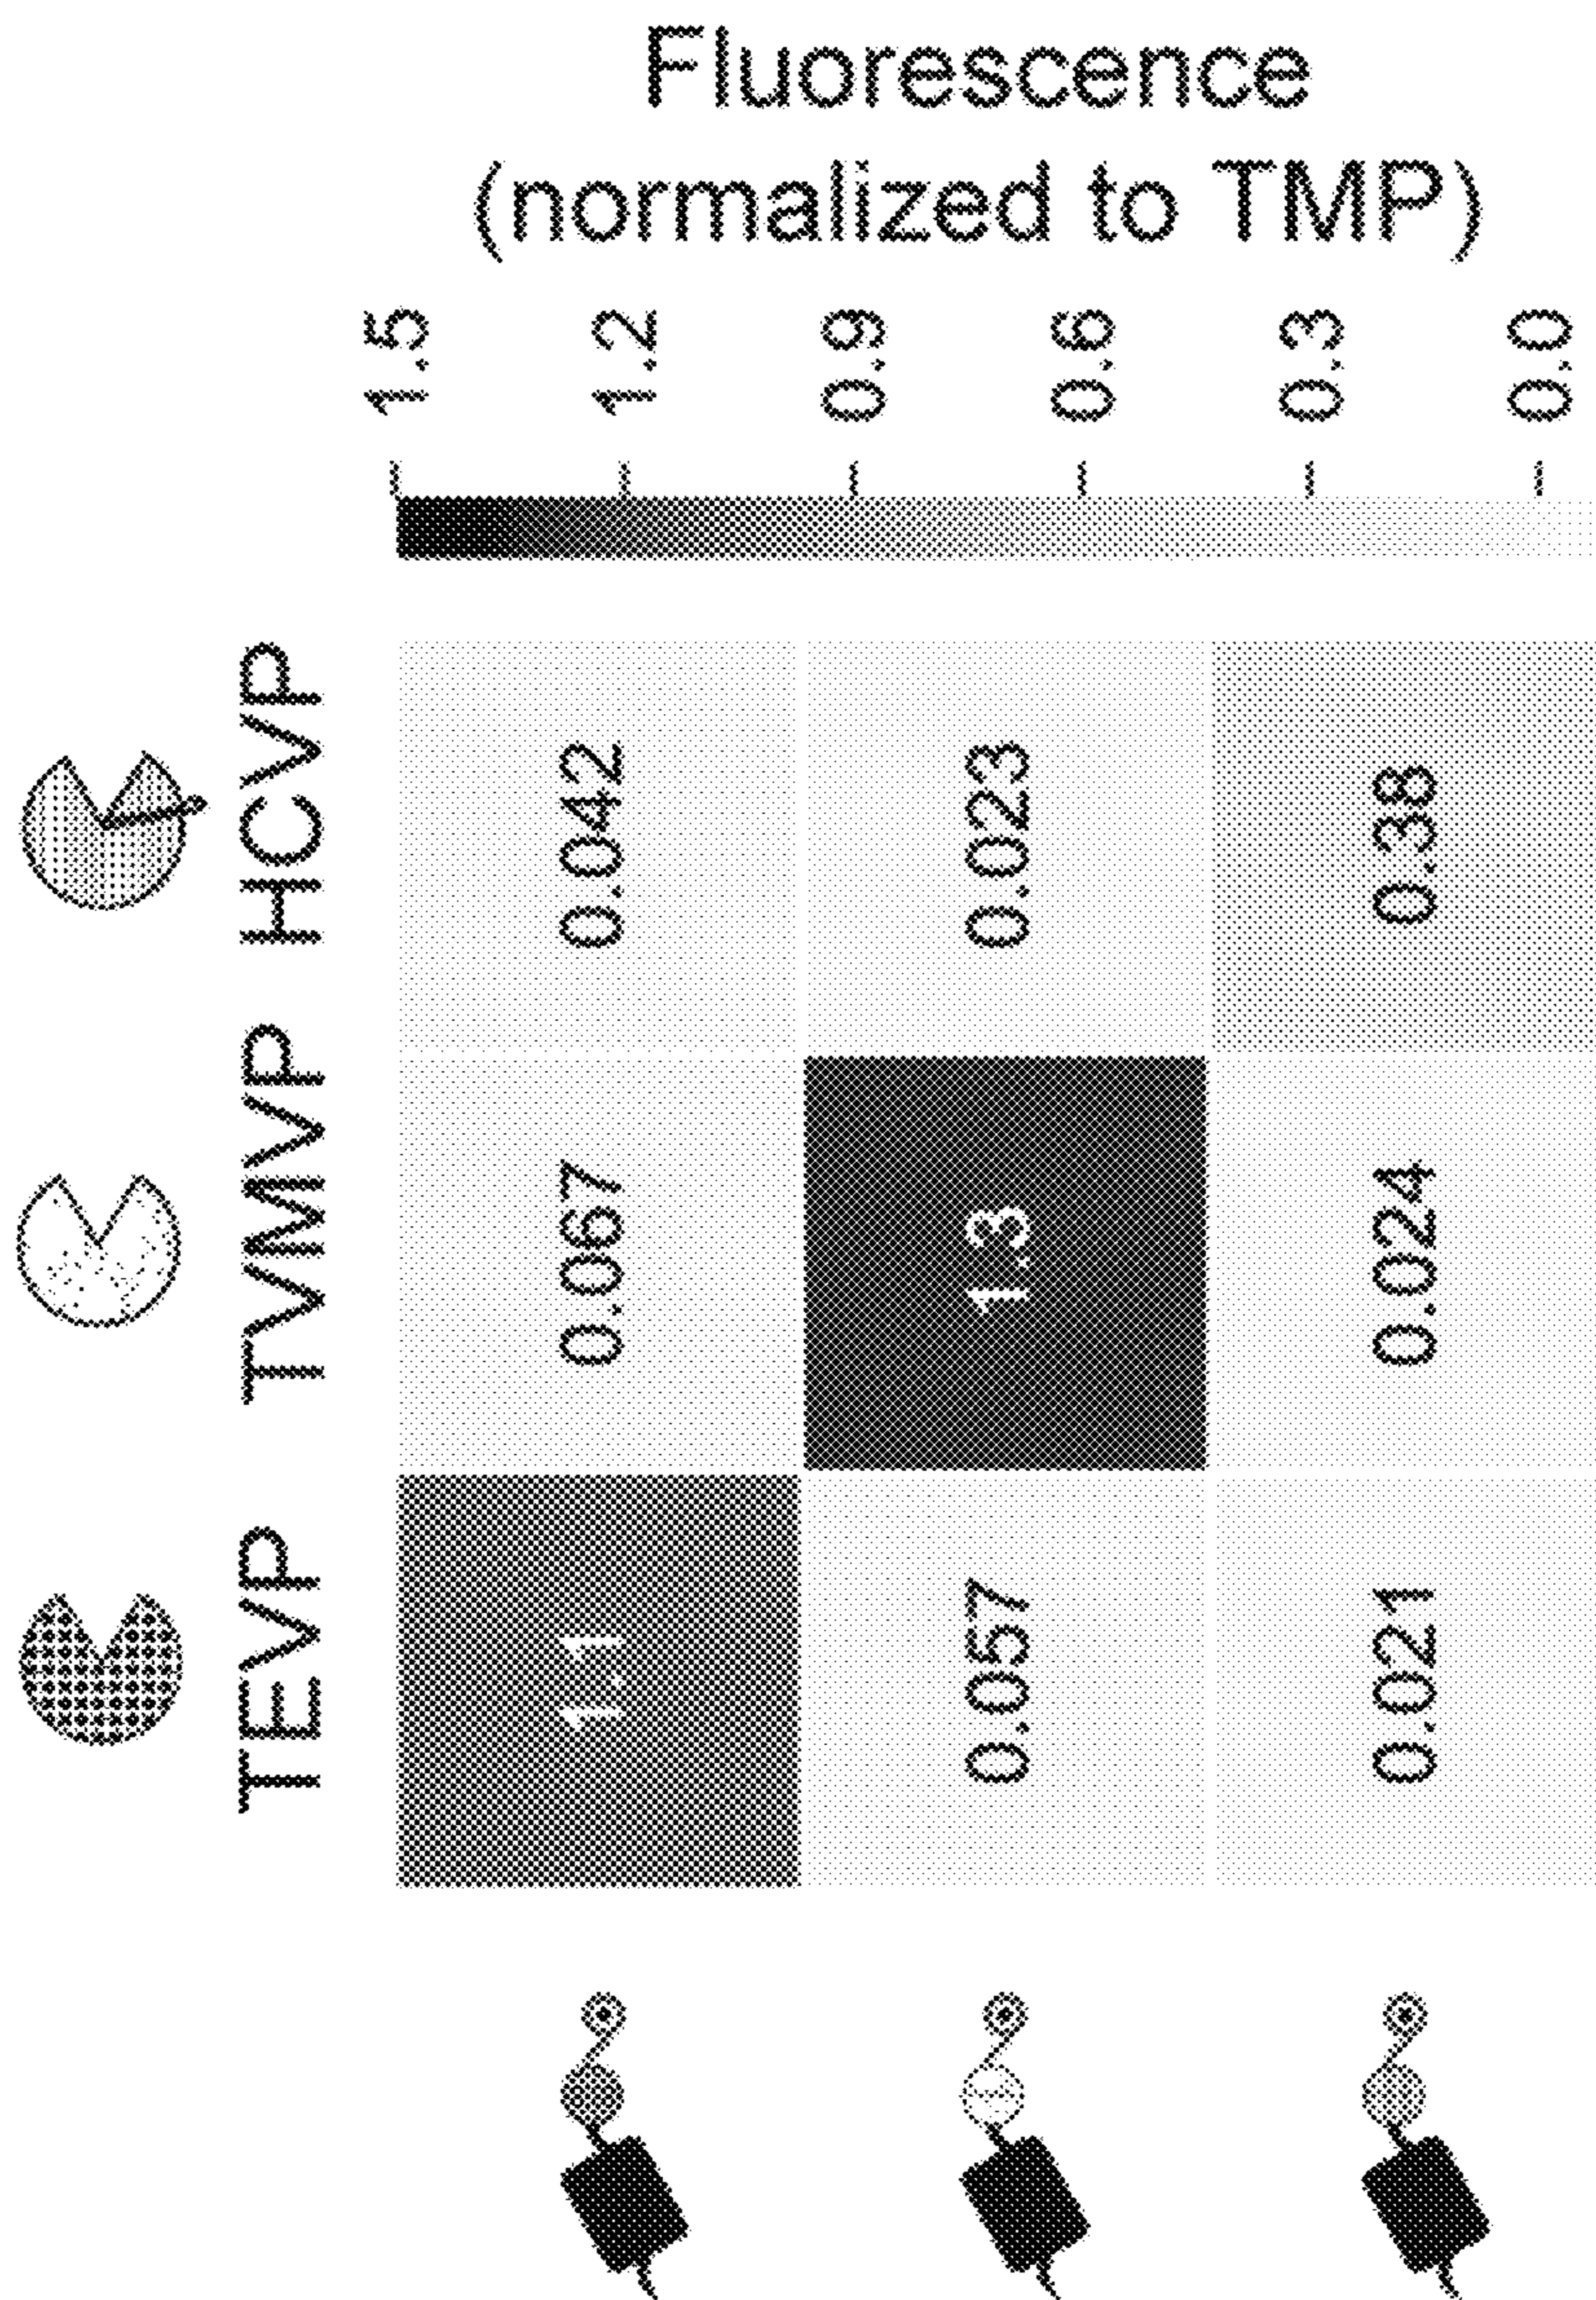 Fluorescence
(normalized to TMP)
1.5
1.2
0.9
0.6
0.3
0.0
TEVP TVMVP HCVP
1.1 0.067 0.042
0.057 1.3 0.023
0.021 0.024 0.38